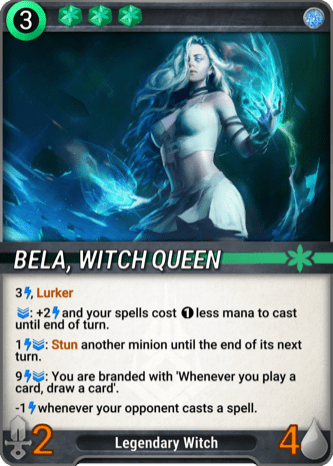 3
BELA, WITCH QUEEN
3, Lurker
: +2 and your spells cost 1 less mana to cast
until end of turn.
1: Stun another minion until the end of its next
turn.
9: You are branded with 'Whenever you play a
card, draw a card'.
-1 whenever your opponent casts a spell.
2
Legendary Witch
4